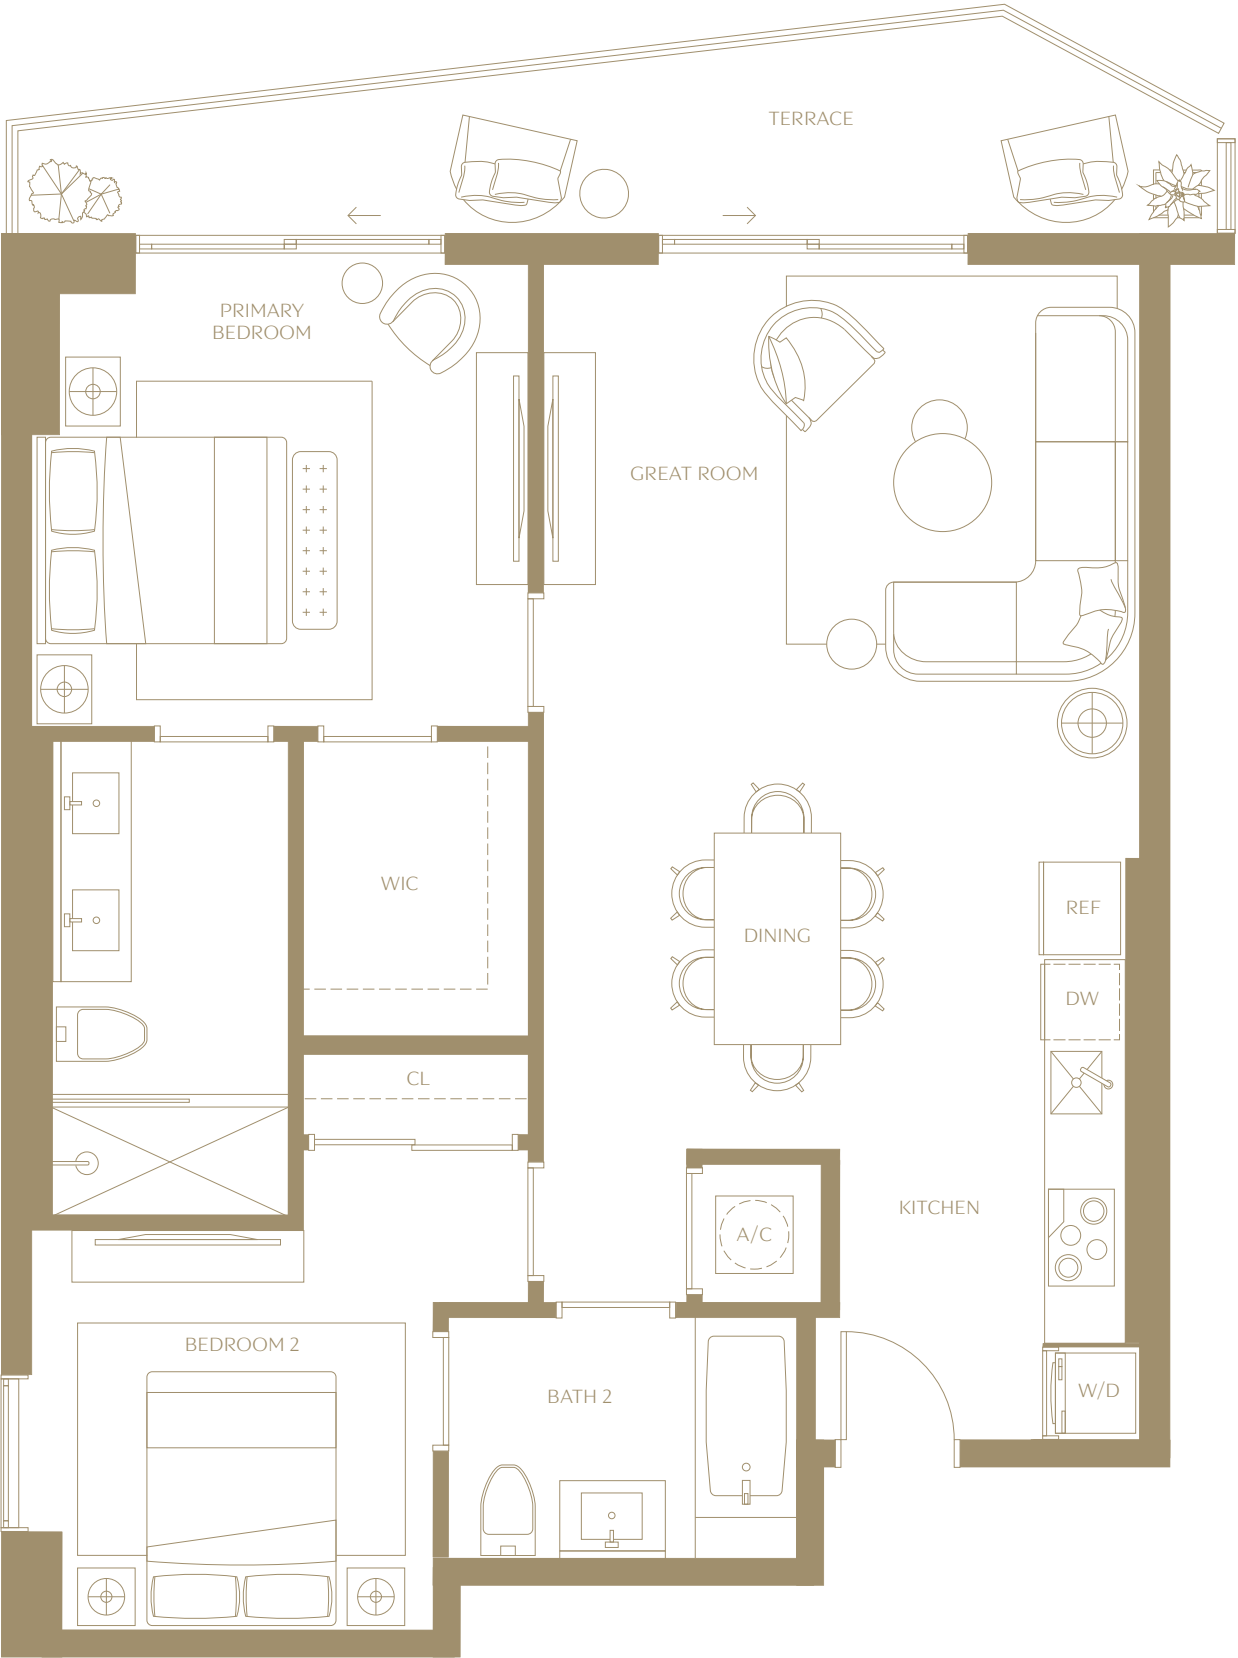 TERRACE
PRIMARY
BEDROOM
GREAT ROOM
WIC
REF
DINING
DW
CL
KITCHEN
A/C
BEDROOM 2
BATH 2
W/D